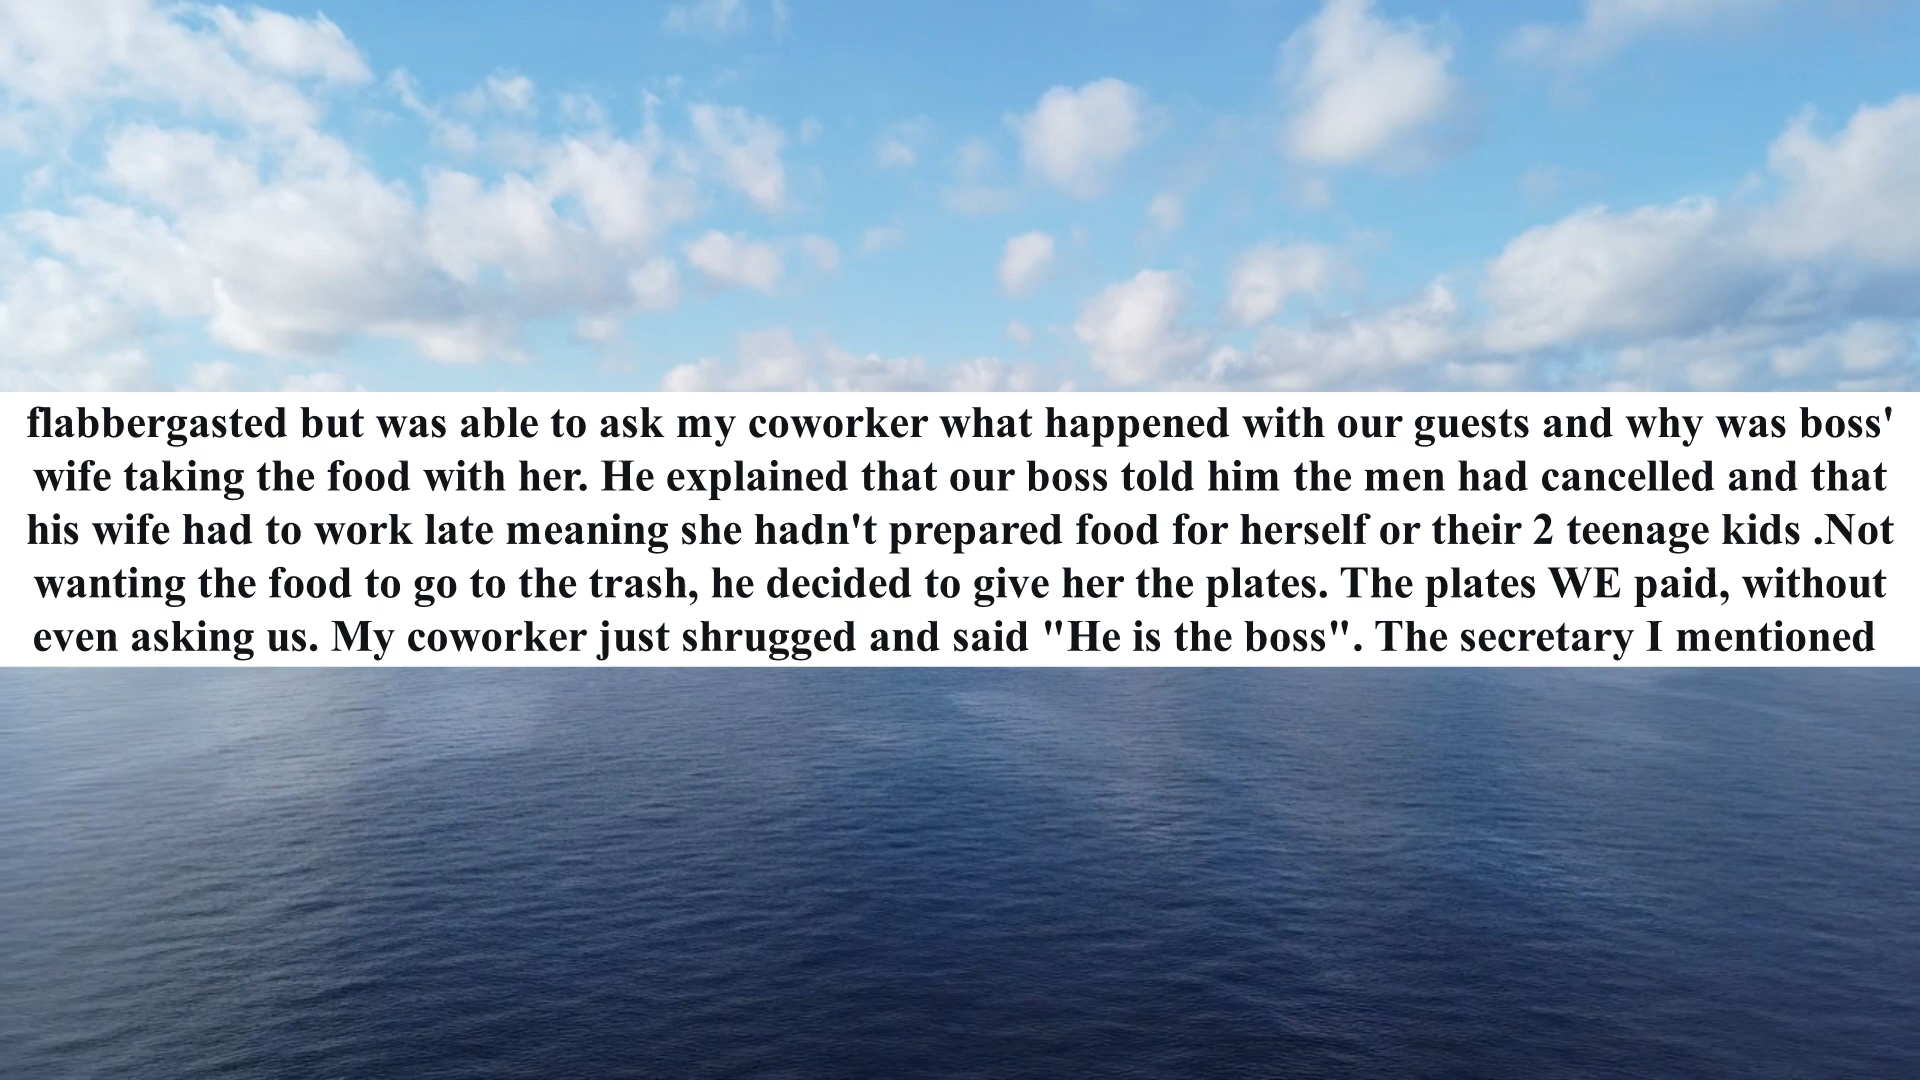 flabbergasted but was able to ask my coworker what happened with our guests and why was boss'
wife taking the food with her. He explained that our boss told him the men had cancelled and that
his wife had to work late meaning she hadn't prepared food for herself or their 2 teenage kids .Not
wanting the food to go to the trash, he decided to give her the plates. The plates WE paid, without
even asking us. My coworker just shrugged and said "He is the boss". The secretary I mentioned